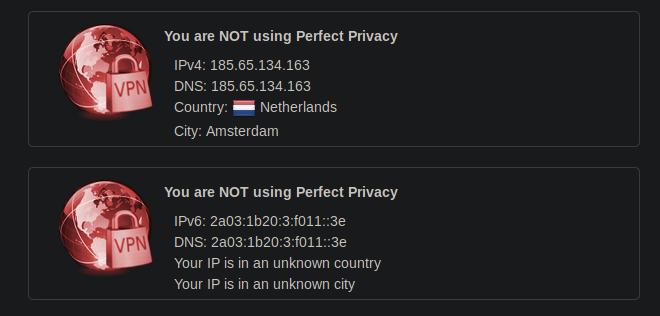 You are NOT using Perfect Privacy
VPN
IPv4: 185.65.134.163
DNS: 185.65.134.163
Country: Netherlands
City: Amsterdam
You are NOT using Perfect Privacy
VPN
IPv6: 2a03:1b20:3:f011::3e
DNS: 2a03:1b20:3:f011::3e
Your IP is in an unknown country
Your IP is in an unknown city